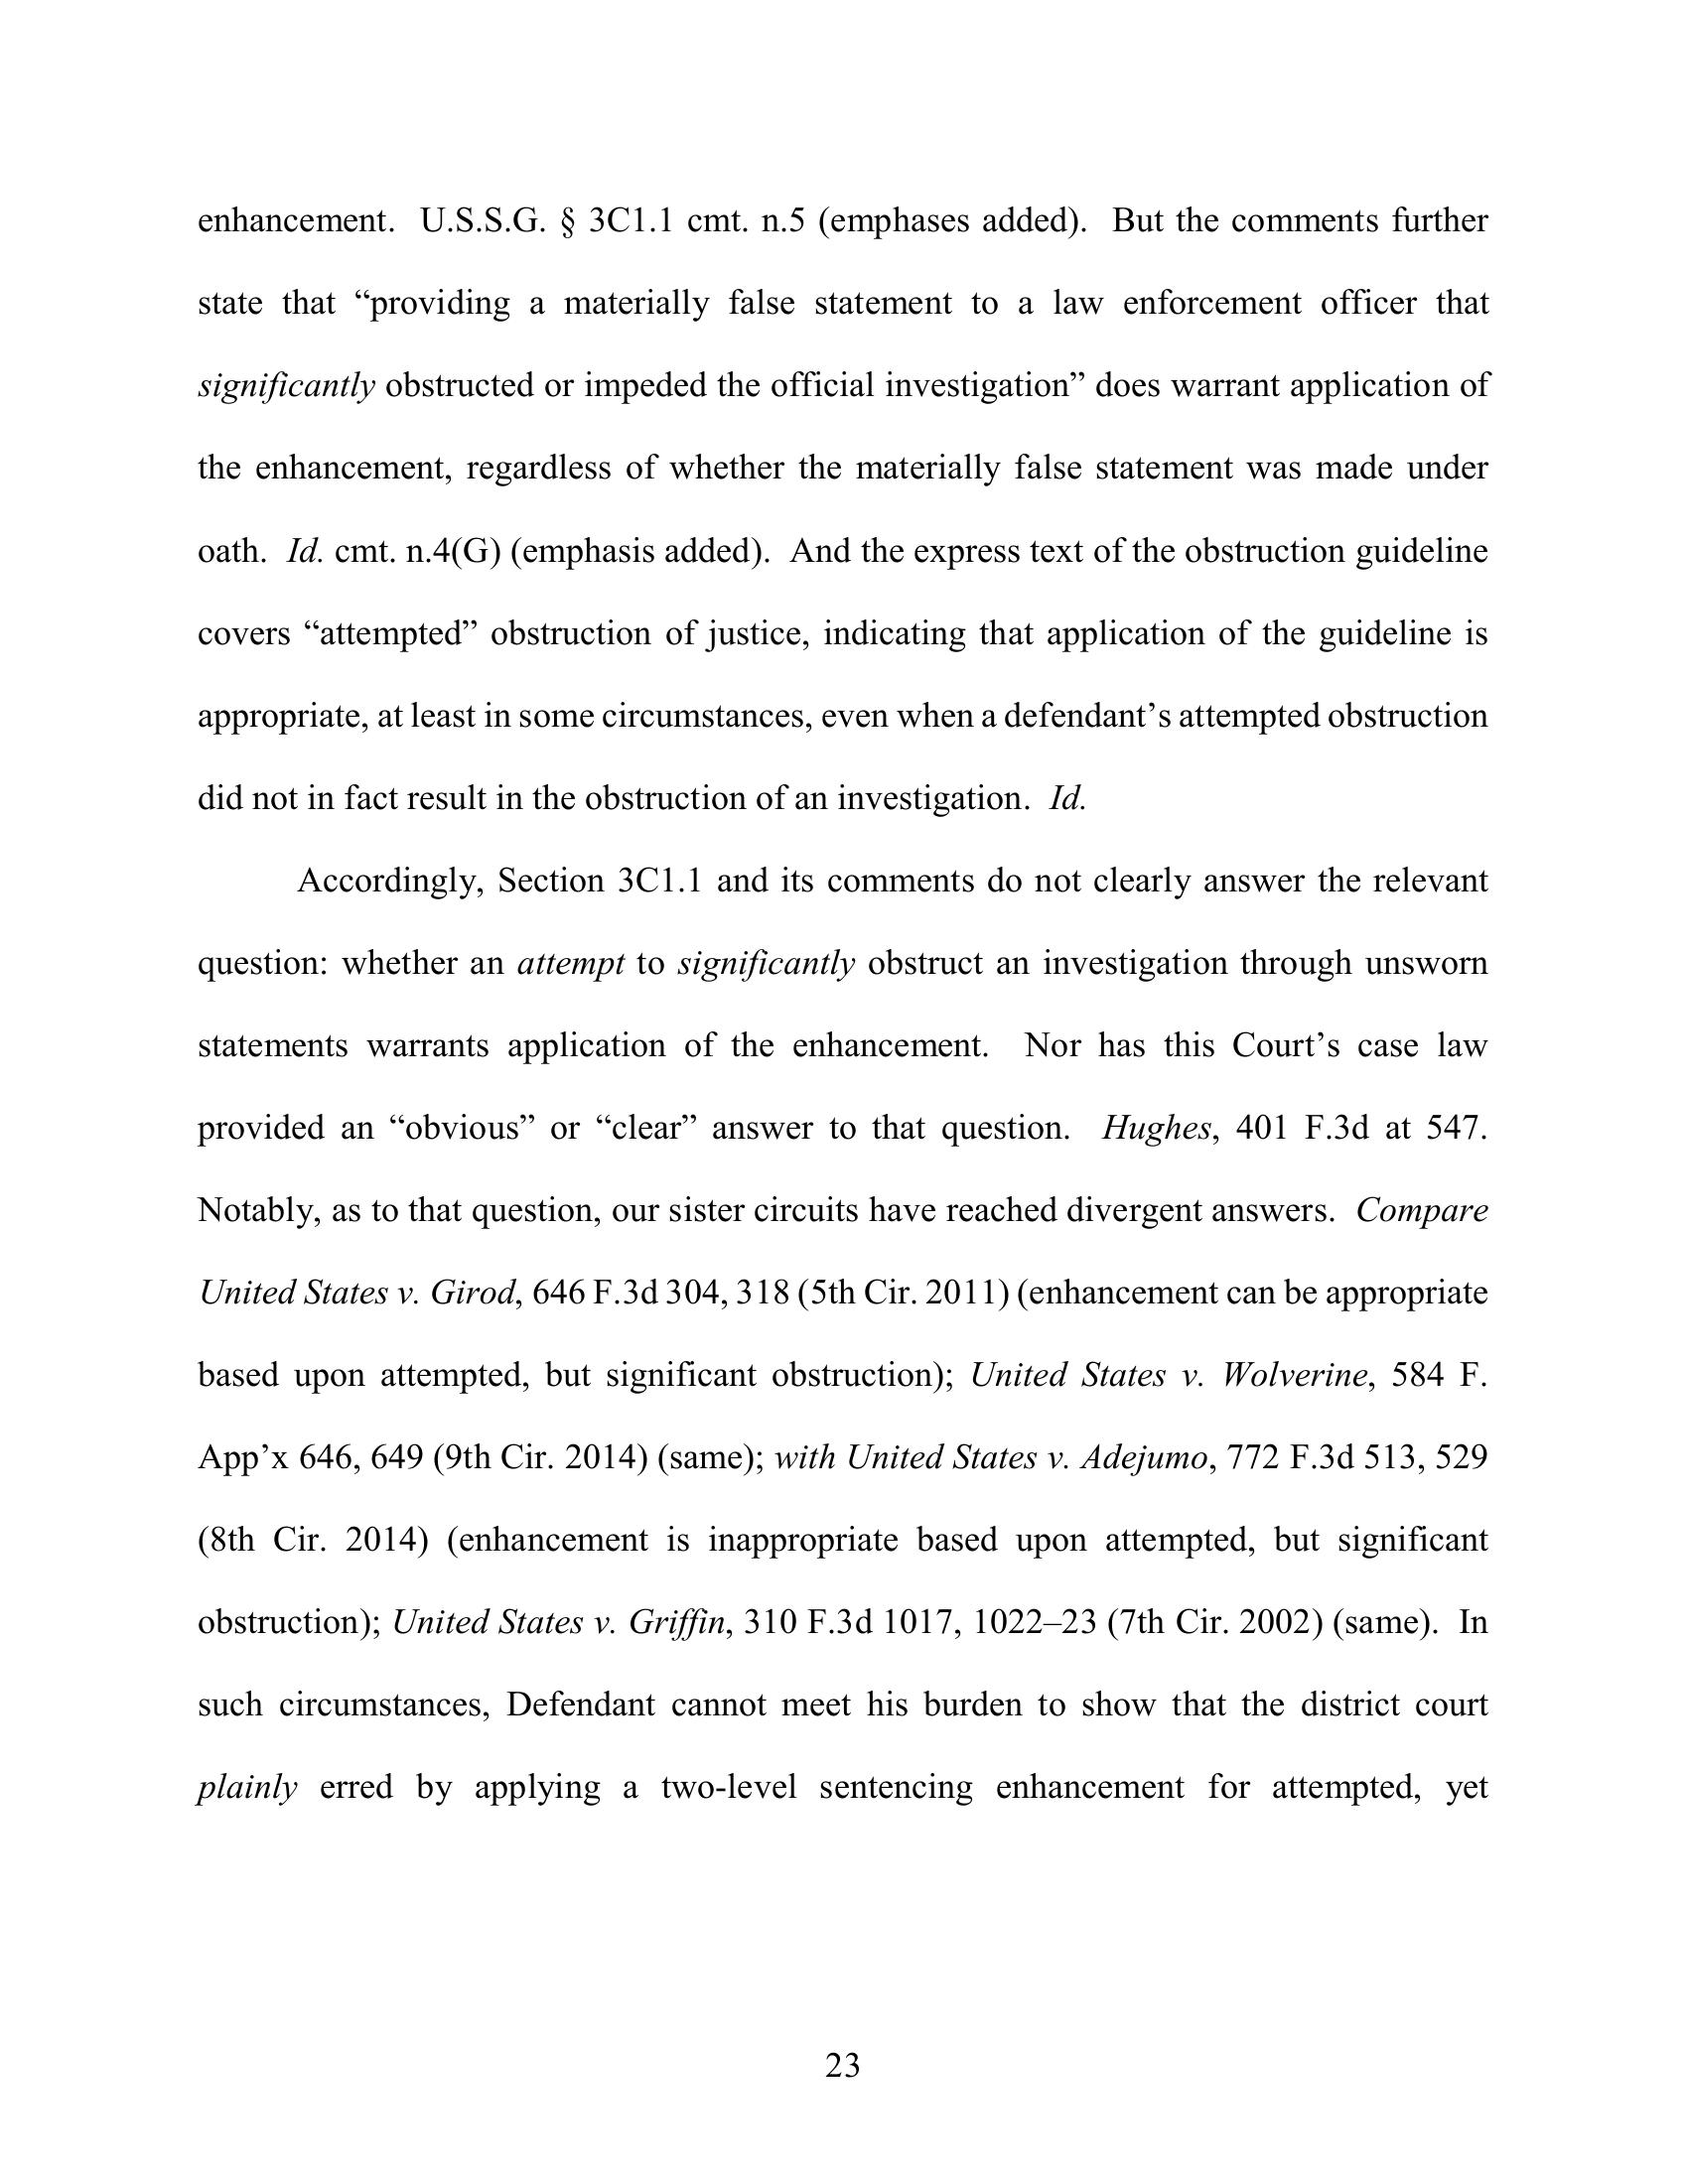 enhancement.  U.S.S.G. § 3C1.1 cmt. n.5 (emphases added).  But the comments further
state that “providing a materially false statement to a law enforcement officer that
significantly obstructed or impeded the official investigation” does warrant application of
the enhancement, regardless of whether the materially false statement was made under
oath.  Id. cmt. n.4(G) (emphasis added).  And the express text of the obstruction guideline
covers “attempted” obstruction of justice, indicating that application of the guideline is
appropriate, at least in some circumstances, even when a defendant’s attempted obstruction
did not in fact result in the obstruction of an investigation.  Id.
Accordingly, Section 3C1.1 and its comments do not clearly answer the relevant
question: whether an attempt to significantly obstruct an investigation through unsworn
statements warrants application of the enhancement.  Nor has this Court’s case law
provided an “obvious” or “clear” answer to that question.  Hughes, 401 F.3d at 547.
Notably, as to that question, our sister circuits have reached divergent answers.  Compare
United States v. Girod, 646 F.3d 304, 318 (5th Cir. 2011) (enhancement can be appropriate
based upon attempted, but significant obstruction); United States v. Wolverine, 584 F.
App’x 646, 649 (9th Cir. 2014) (same); with United States v. Adejumo, 772 F.3d 513, 529
(8th Cir. 2014) (enhancement is inappropriate based upon attempted, but significant
obstruction); United States v. Griffin, 310 F.3d 1017, 1022–23 (7th Cir. 2002) (same).  In
such circumstances, Defendant cannot meet his burden to show that the district court
plainly erred by applying a two-level sentencing enhancement for attempted, yet
23